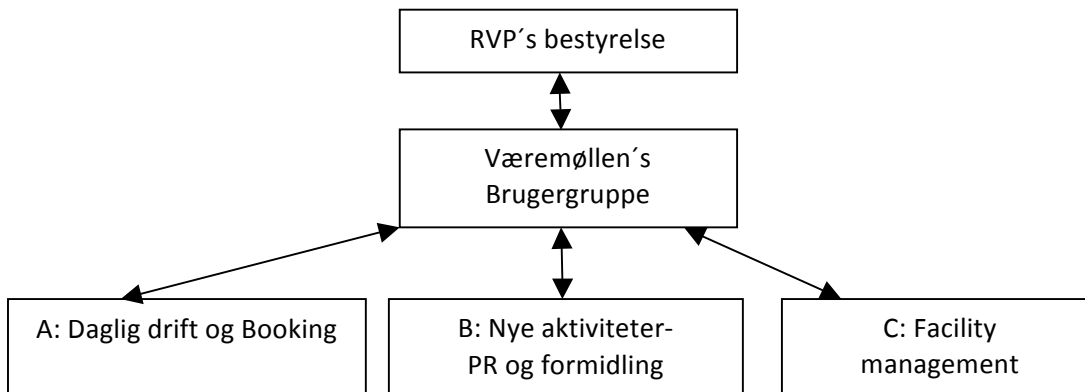 RVP´s bestyrelse
Væremøllen´s
Brugergruppe
A: Daglig drift og Booking
B: Nye aktiviteter-
PR og formidling
C: Facility
management